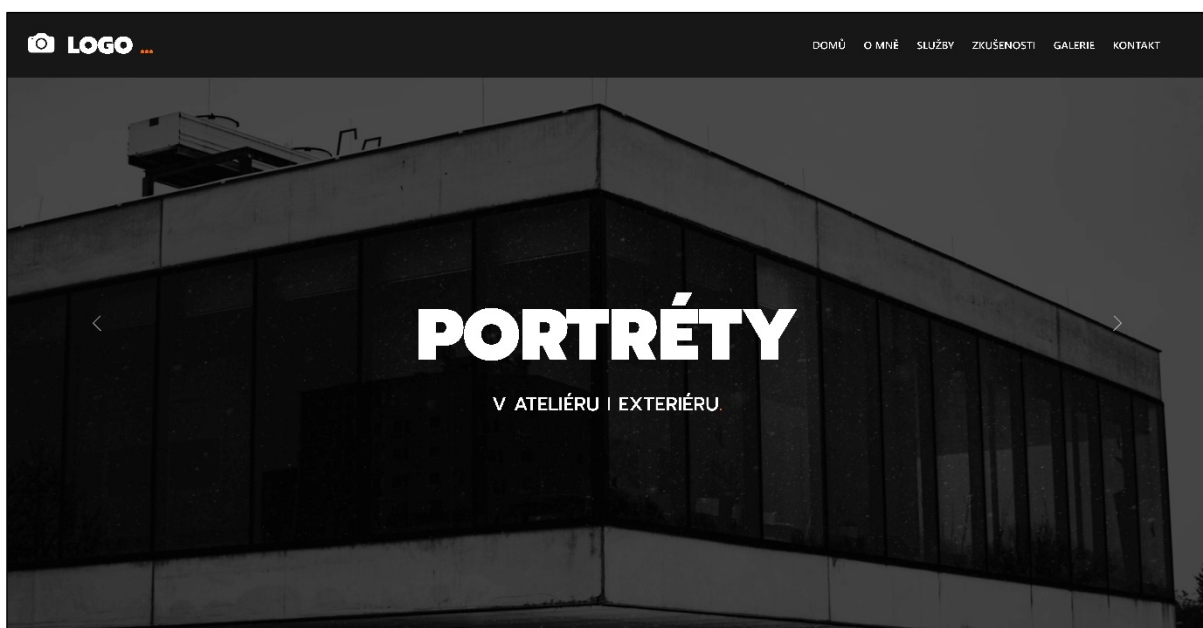 LOGO ...
DOMŮ O MNĚ SLUŽBY ZKUŠENOSTI GALERIE KONTAKT
PORTRÉTY
V ATELIÉRU I EXTERIÉRU.